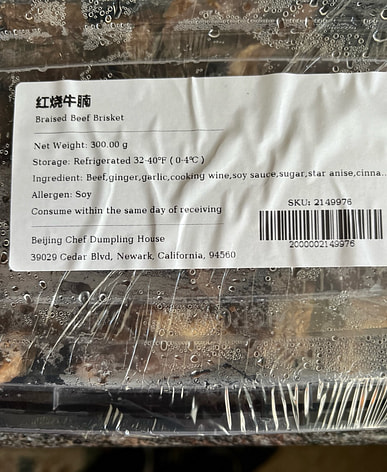 红烧牛腩
Braised Beef Brisket
Net Weight: 300.00 g
Storage: Refrigerated 32-40°F ( 0-4°C )
Ingredient: Beef,ginger,garlic,cooking wine,soy sauce,sugar,star anise,cinna...
Allergen: Soy
SKU: 2149976
Consume within the same day of receiving
2000002149976
Beijing Chef Dumpling House
39029 Cedar Blvd, Newark, California, 94560